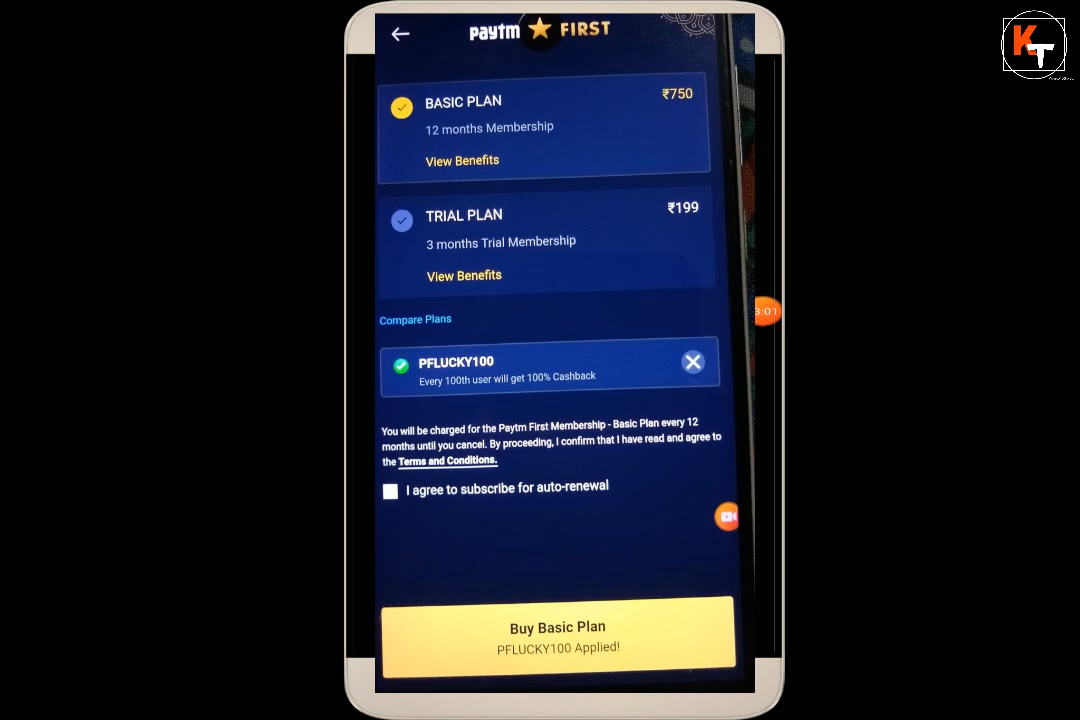 paytm FIRST
BASIC PLAN
₹750
12 months Membership
View Benefits
TRIAL PLAN
₹199
3 months Trial Membership
View Benefits
Compare Plans
PFLUCKY100
Every 100th user will get 100% Cashback
You will be charged for the Paytm First Membership - Basic Plan every 12
months until you cancel. By proceeding, I confirm that I have read and agree to
the Terms and Conditions.
I agree to subscribe for auto-renewal
Buy Basic Plan
PFLUCKY100 Applied!
3:01
KT